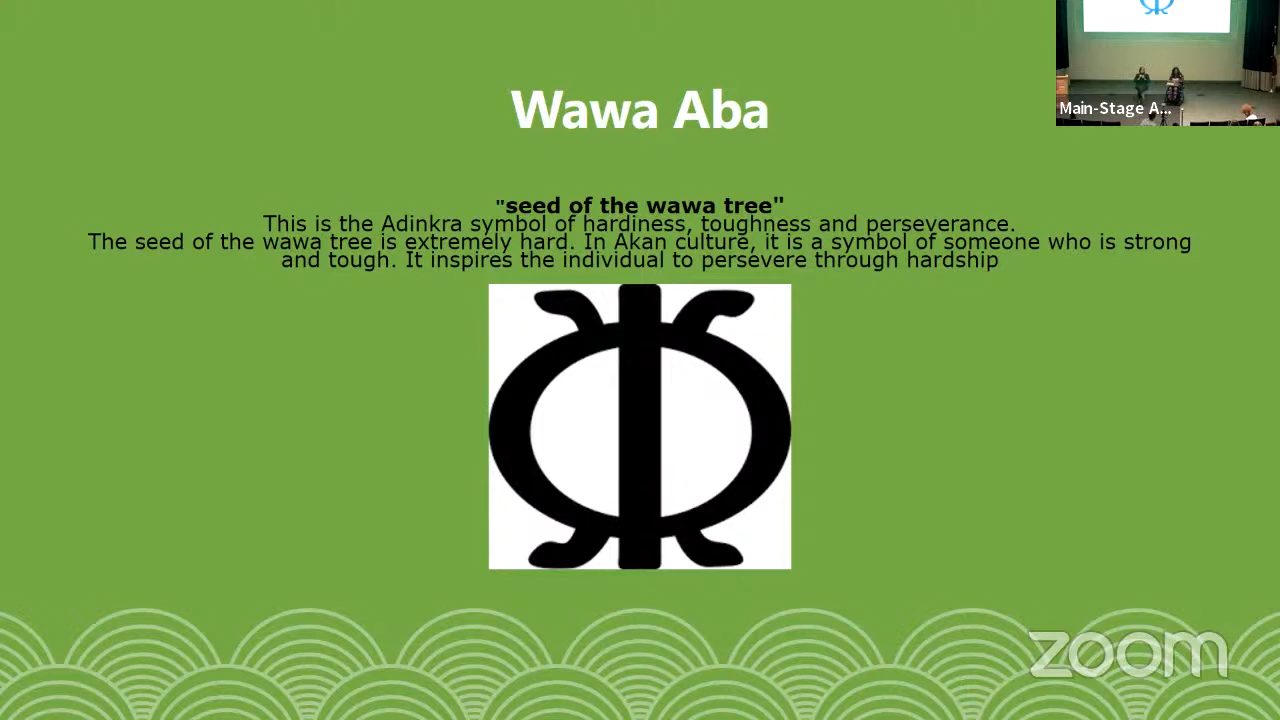 Wawa Aba
Main-Stage A...
"seed of the wawa tree"
This is the Adinkra symbol of hardiness, toughness and perseverance.
The seed of the wawa tree is extremely hard. In Akan culture, it is a symbol of someone who is strong
and tough. It inspires the individual to persevere through hardship
zoom